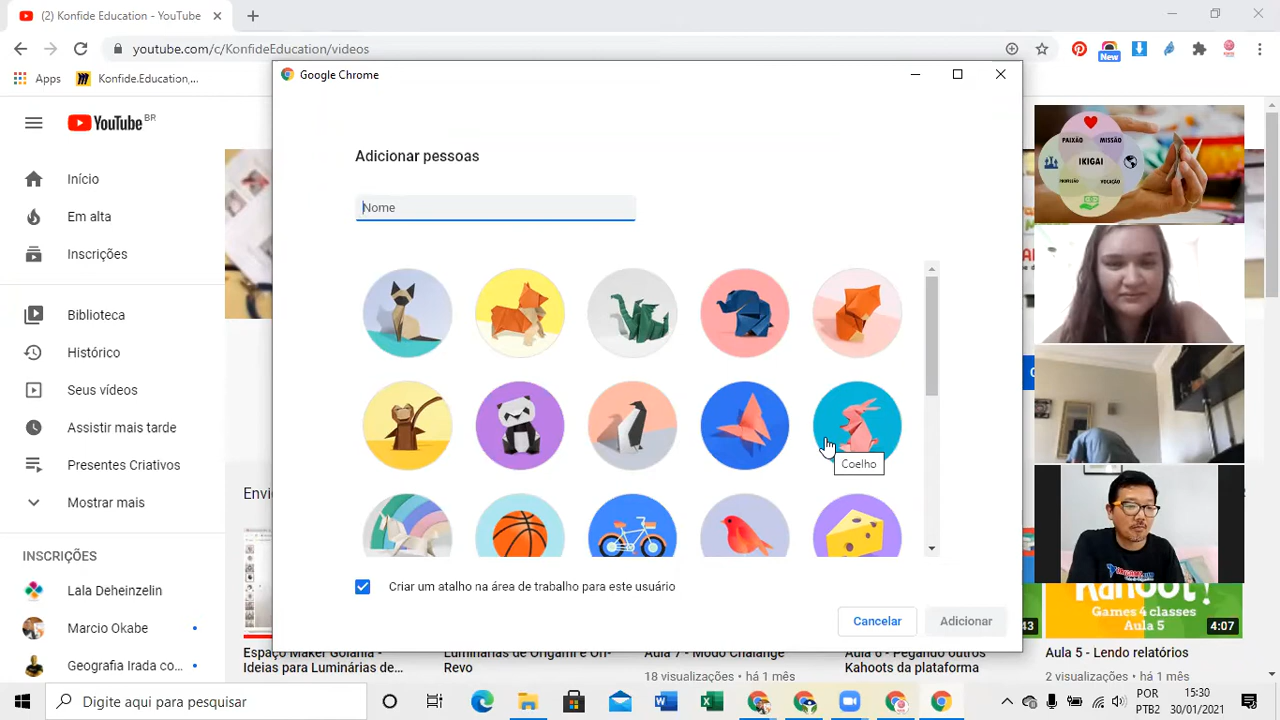 (2) Konfide Education - YouTube
youtube.com/c/KonfideEducation/videos
New
Apps
Konfide.Education,...
Google Chrome
YouTube BR
Adicionar pessoas
Nome
Início
Em alta
Inscrições
Biblioteca
Histórico
Seus vídeos
Assistir mais tarde
Presentes Criativos
Mostrar mais
INSCRIÇÕES
Lala Deheinzelin
Marcio Okabe
Geografia Irada co...
PAIXÃO
MISSÃO
IKIGAI
PROFISSÃO
VOCAÇÃO
Coelho
Envi
Criar um atalho na área de trabalho para este usuário
Cancelar
Adicionar
Kahoot!
Games 4 classes
Aula 5
43
4:07
Espaço Maker Goiânia -
Ideias para Luminárias de...
Luminárias de Origami e Ori-
Revo
Aula 7 - Modo Challange
18 visualizações • há 1 mês
Aula 6 - Pegando outros
Kahoots da plataforma
Aula 5 - Lendo relatórios
2 visualizações • há 1 mês
Digite aqui para pesquisar
POR
PTB2
15:30
30/01/2021